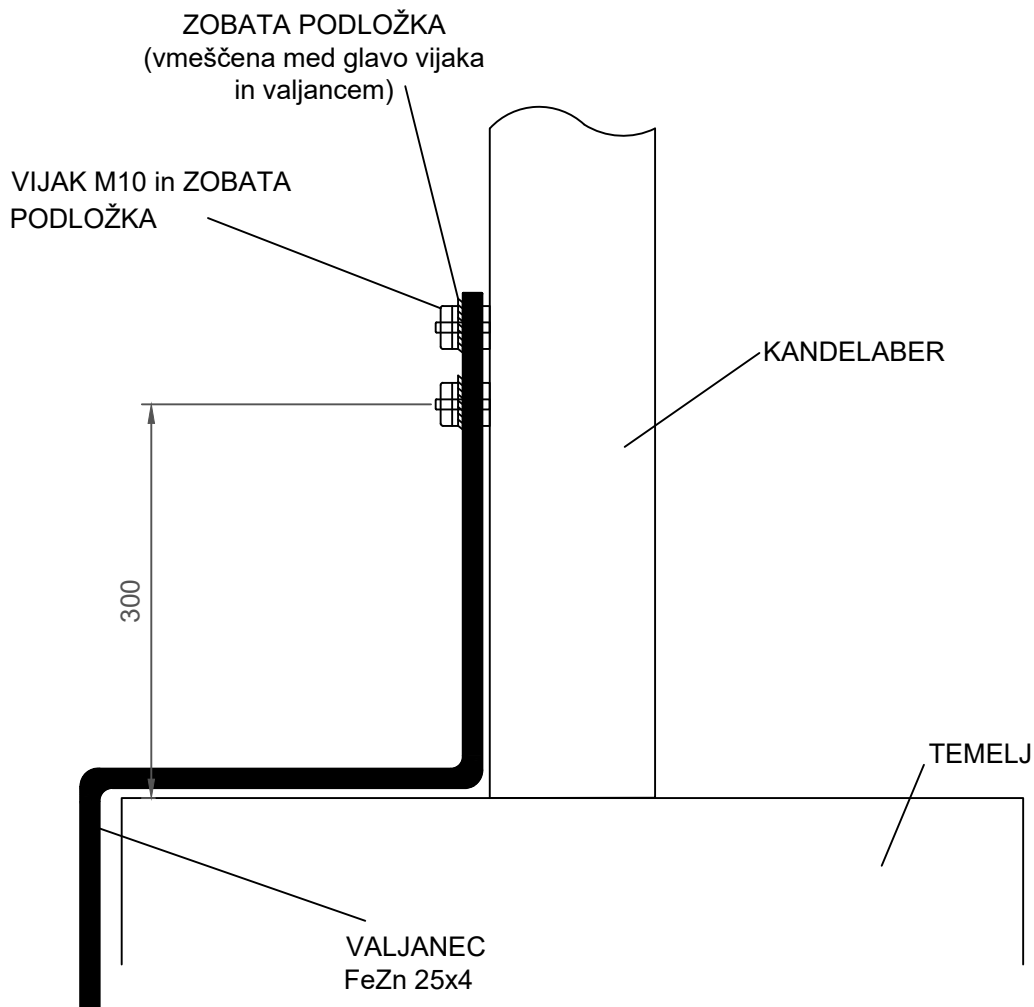 ZOBATA PODLOŽKA
(vmeščena med glavo vijaka
in valjancem)
VIJAK M10 in ZOBATA
PODLOŽKA
KANDELABER
300
TEMELJ
VALJANEC
FeZn 25x4